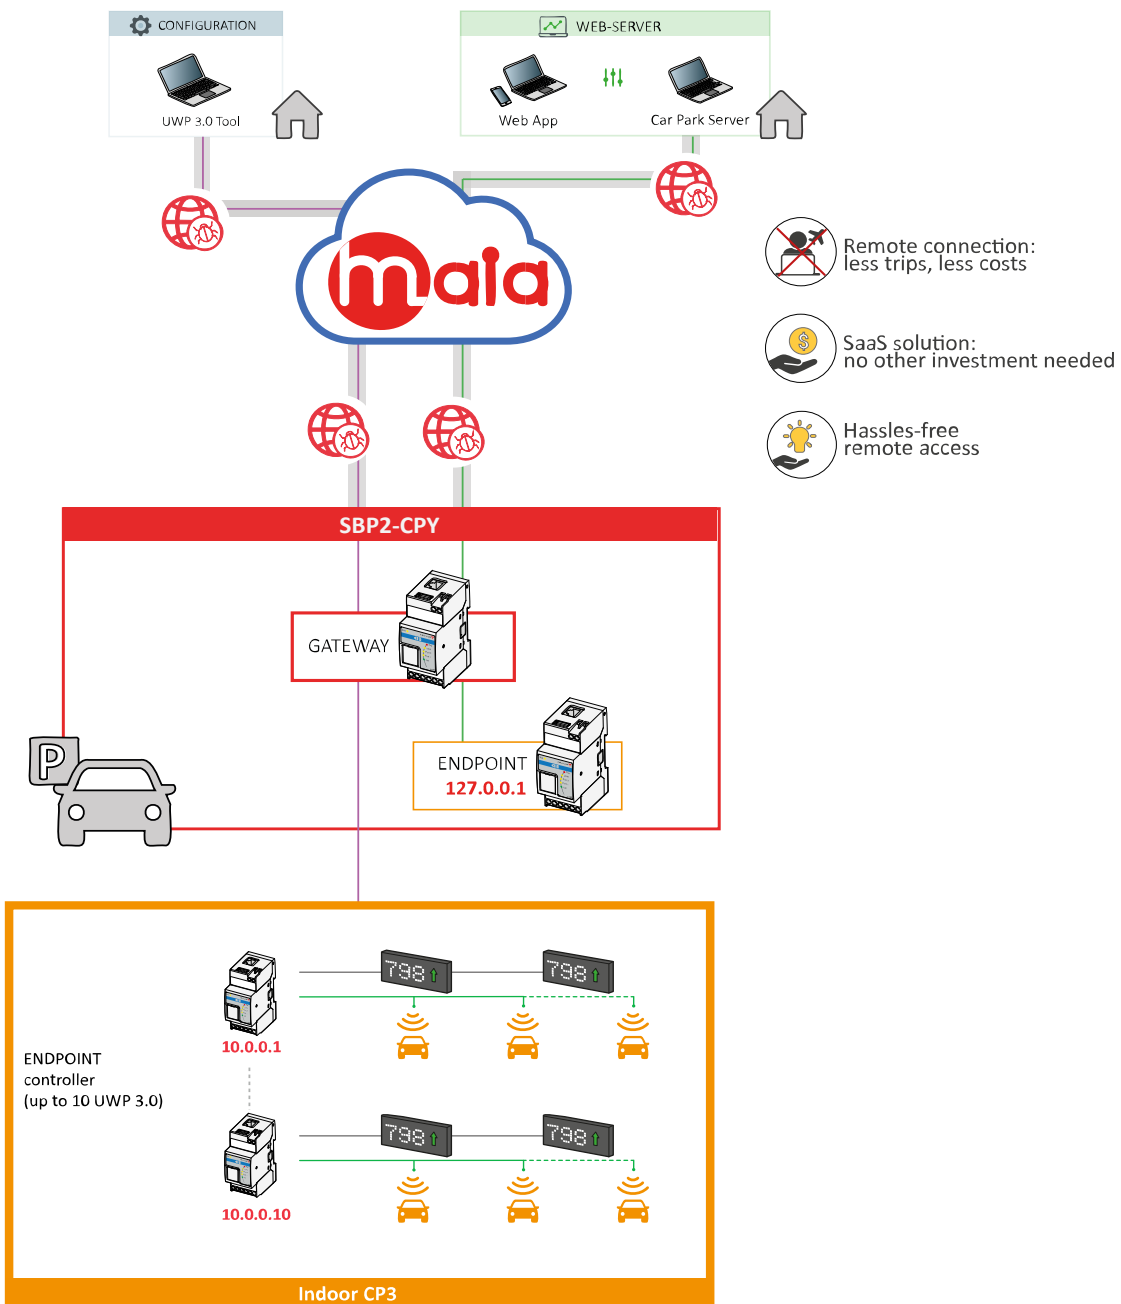 CONFIGURATION
UWP 3.0 Tool
WEB-SERVER
Web App
Car Park Server
maia
Remote connection:
less trips, less costs
$
SaaS solution:
no other investment needed
Hassles-free
remote access
SBP2-CPY
GATEWAY
ENDPOINT
127.0.0.1
P
798
798
10.0.0.1
ENDPOINT
controller
(up to 10 UWP 3.0)
798
798
10.0.0.10
Indoor CP3